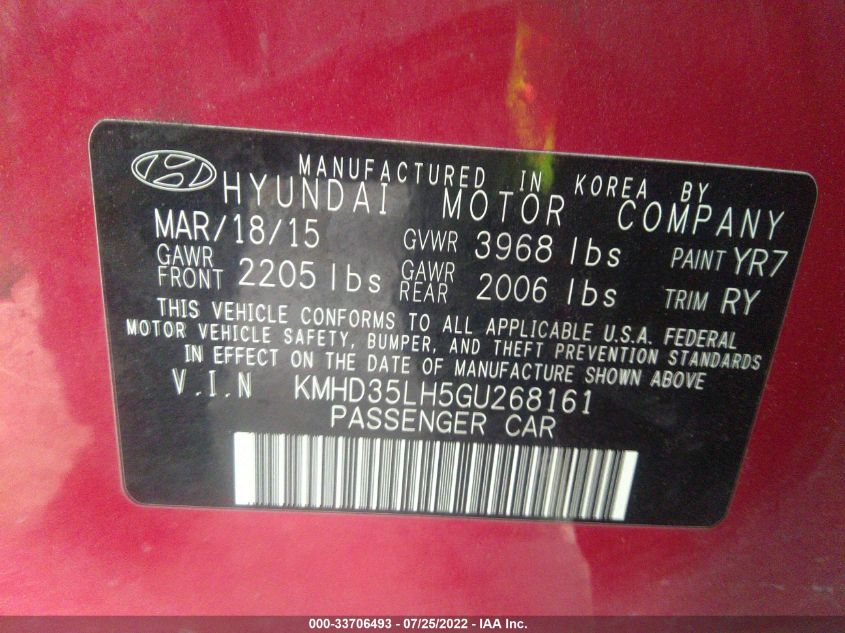 MANUFACTURED IN KOREA BY
HYUNDAI MOTOR COMPANY
MAR/18/15 GVWR 3968 lbs PAINT YR7
GAWR FRONT 2205 lbs GAWR REAR 2006 lbs TRIM RY
THIS VEHICLE CONFORMS TO ALL APPLICABLE U.S.A. FEDERAL
MOTOR VEHICLE SAFETY, BUMPER, AND THEFT PREVENTION STANDARDS
IN EFFECT ON THE DATE OF MANUFACTURE SHOWN ABOVE
V.I.N KMHD35LH5GU268161
PASSENGER CAR
000-33706493 - 07/25/2022 - IAA Inc.